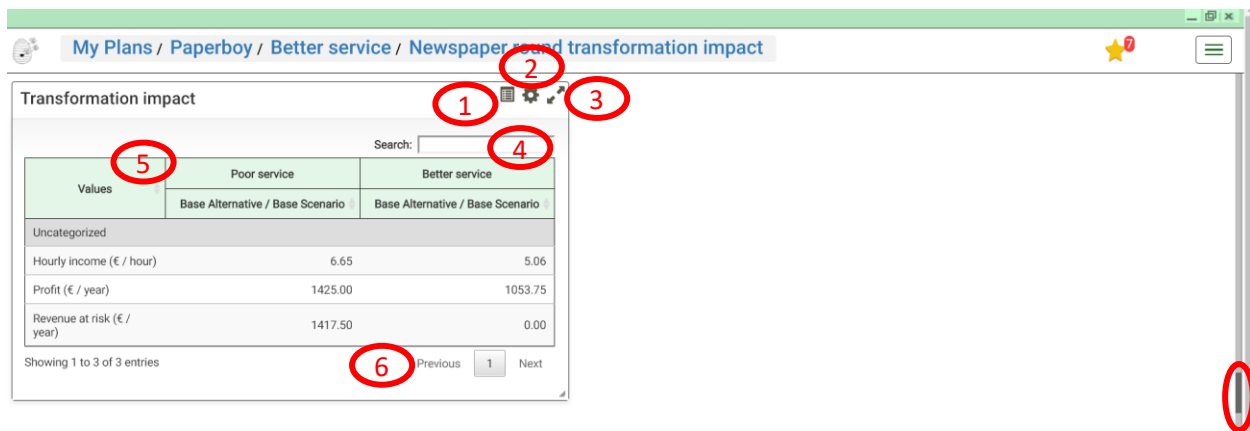 My Plans / Paperboy / Better service / Newspaper round transformation impact
7
2
Transformation impact
1
3
Search:
4
5
Values
Poor service
Better service
Base Alternative / Base Scenario
Base Alternative / Base Scenario
Uncategorized
Hourly income (€ / hour) 6.65 5.06
Profit (€ / year) 1425.00 1053.75
Revenue at risk (€ /
year) 1417.50 0.00
Showing 1 to 3 of 3 entries
6
Previous 1 Next